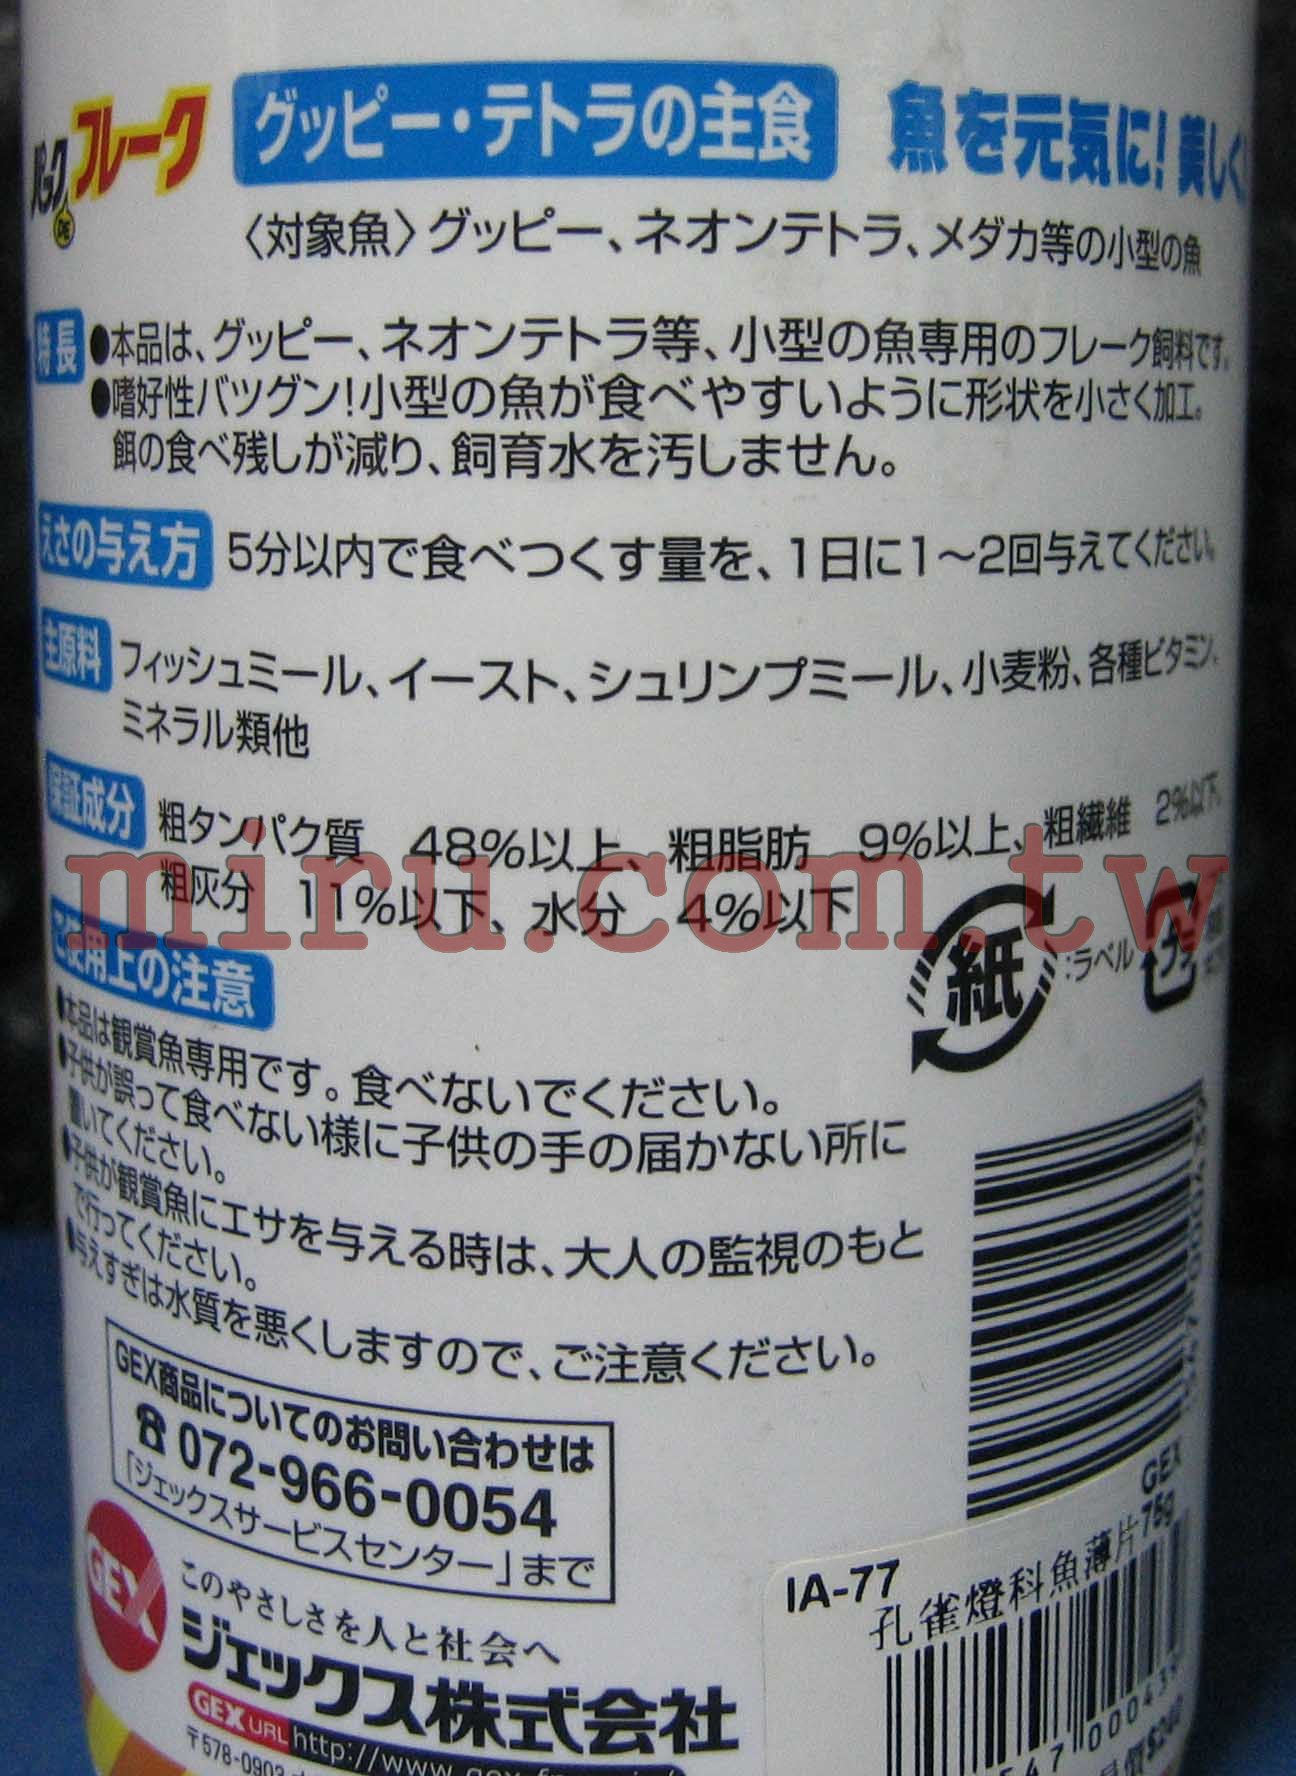 パックDEフレーク
グッピー・テトラの主食
魚を元気に!美しく
〈対象魚〉グッピー、ネオンテトラ、メダカ等の小型の魚
特長
●本品は、グッピー、ネオンテトラ等、小型の魚専用のフレーク飼料です。
●嗜好性バツグン!小型の魚が食べやすいように形状を小さく加工。
餌の食べ残しが減り、飼育水を汚しません。
えさの与え方 5分以内で食べつくす量を、1日に1〜2回与えてください。
主原料 フィッシュミール、イースト、シュリンプミール、小麦粉、各種ビタミン、
ミネラル類他
保証成分 粗タンパク質 48%以上、粗脂肪 9%以上、粗繊維 2%以下、
粗灰分 11%以下、水分 4%以下
miru.com.tw
紙 :ラベル プラ
ご使用上の注意
●本品は観賞魚専用です。食べないでください。
●子供が誤って食べない様に子供の手の届かない所に
置いてください。
●子供が観賞魚にエサを与える時は、大人の監視のもと
で行ってください。
●与えすぎは水質を悪くしますので、ご注意ください。
GEX商品についてのお問い合わせは
☎072-966-0054
「ジェックスサービスセンター」まで
GEX
このやさしさを人と社会へ
ジェックス株式会社
GEX URL http://www.
〒578-0903
GEX
IA-77
孔雀燈科魚薄片75g
547 000043
$240